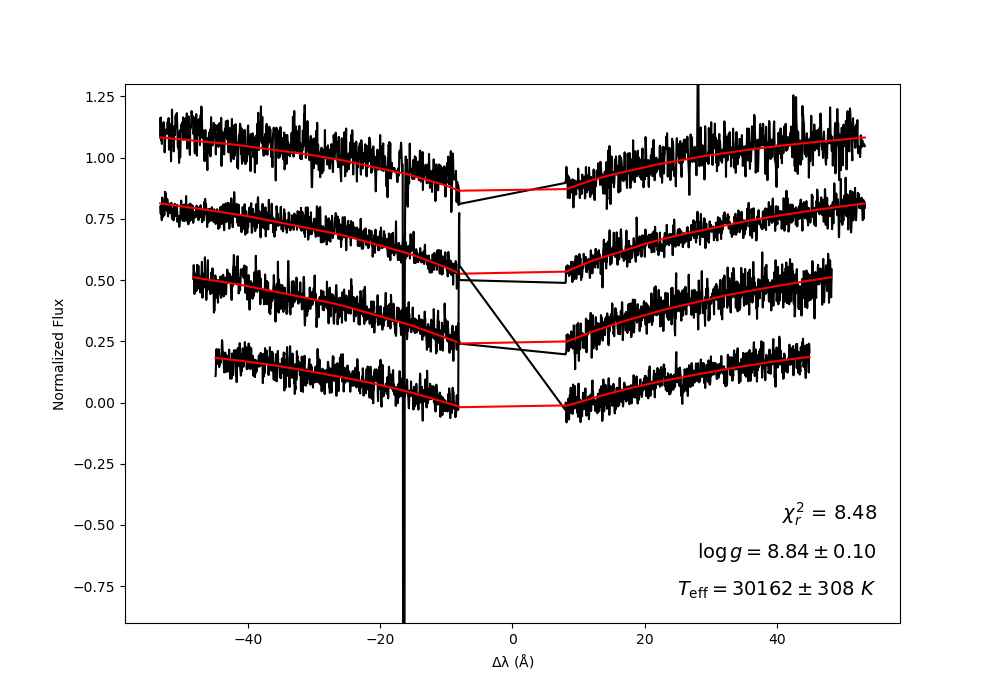 1.25
1.00
0.75
0.50
0.25
0.00
−0.25
−0.50
−0.75
Normalized Flux
χ²ᵣ = 8.48
log g = 8.84 ± 0.10
T_eff = 30162 ± 308 K
−40 −20 0 20 40
Δλ (Å)